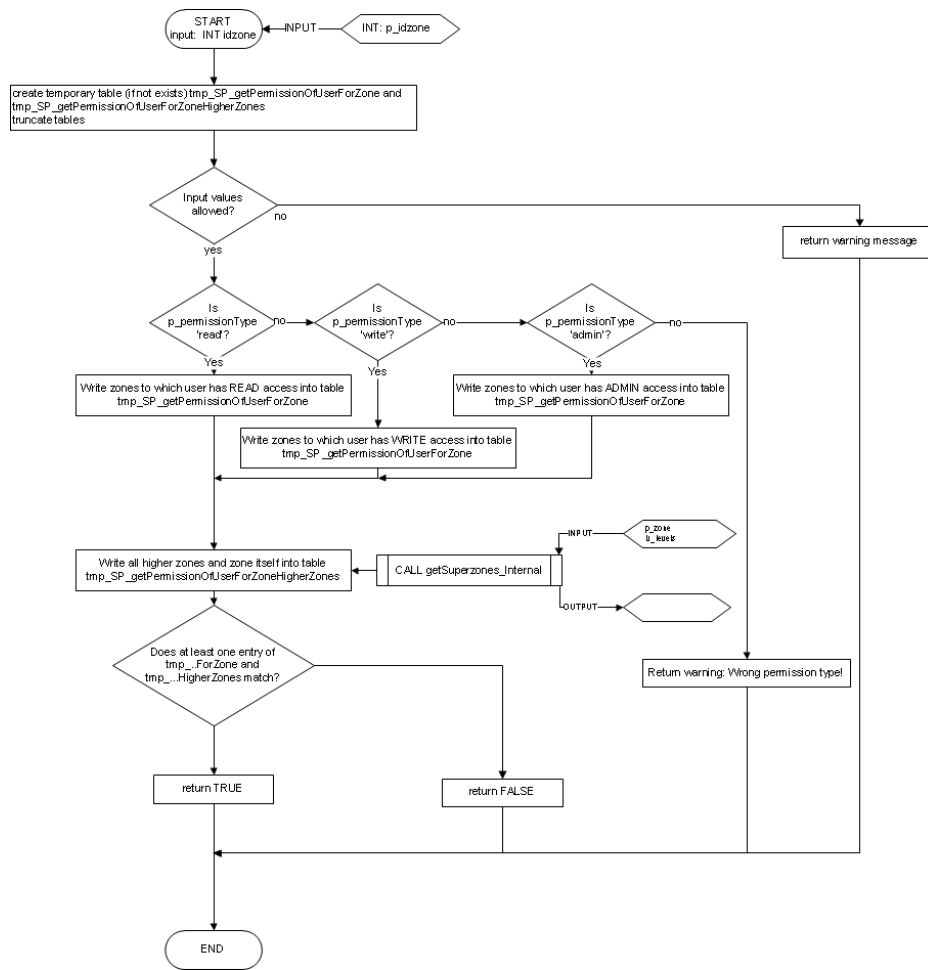 START
input: INT idzone
INPUT
INT: p_idzone
create temporary table (if not exists) tmp_SP_getPermissionOfUserForZone and
tmp_SP_getPermissionOfUserForZoneHigherZones
truncate tables
Input values
allowed?
no
yes
return warning message
Is
p_permissionType
'read'?
no
Is
p_permissionType
'write'?
no
Is
p_permissionType
'admin'?
no
Yes
Yes
Yes
Write zones to which user has READ access into table
tmp_SP_getPermissionOfUserForZone
Write zones to which user has ADMIN access into table
tmp_SP_getPermissionOfUserForZone
Write zones to which user has WRITE access into table
tmp_SP_getPermissionOfUserForZone
INPUT
p_zone
Write all higher zones and zone itself into table
tmp_SP_getPermissionOfUserForZoneHigherZones
CALL getSuperzones_Internal
OUTPUT
Does at least one entry of
tmp_..ForZone and
tmp_...HigherZones match?
Return warning: Wrong permission type!
return TRUE
return FALSE
END